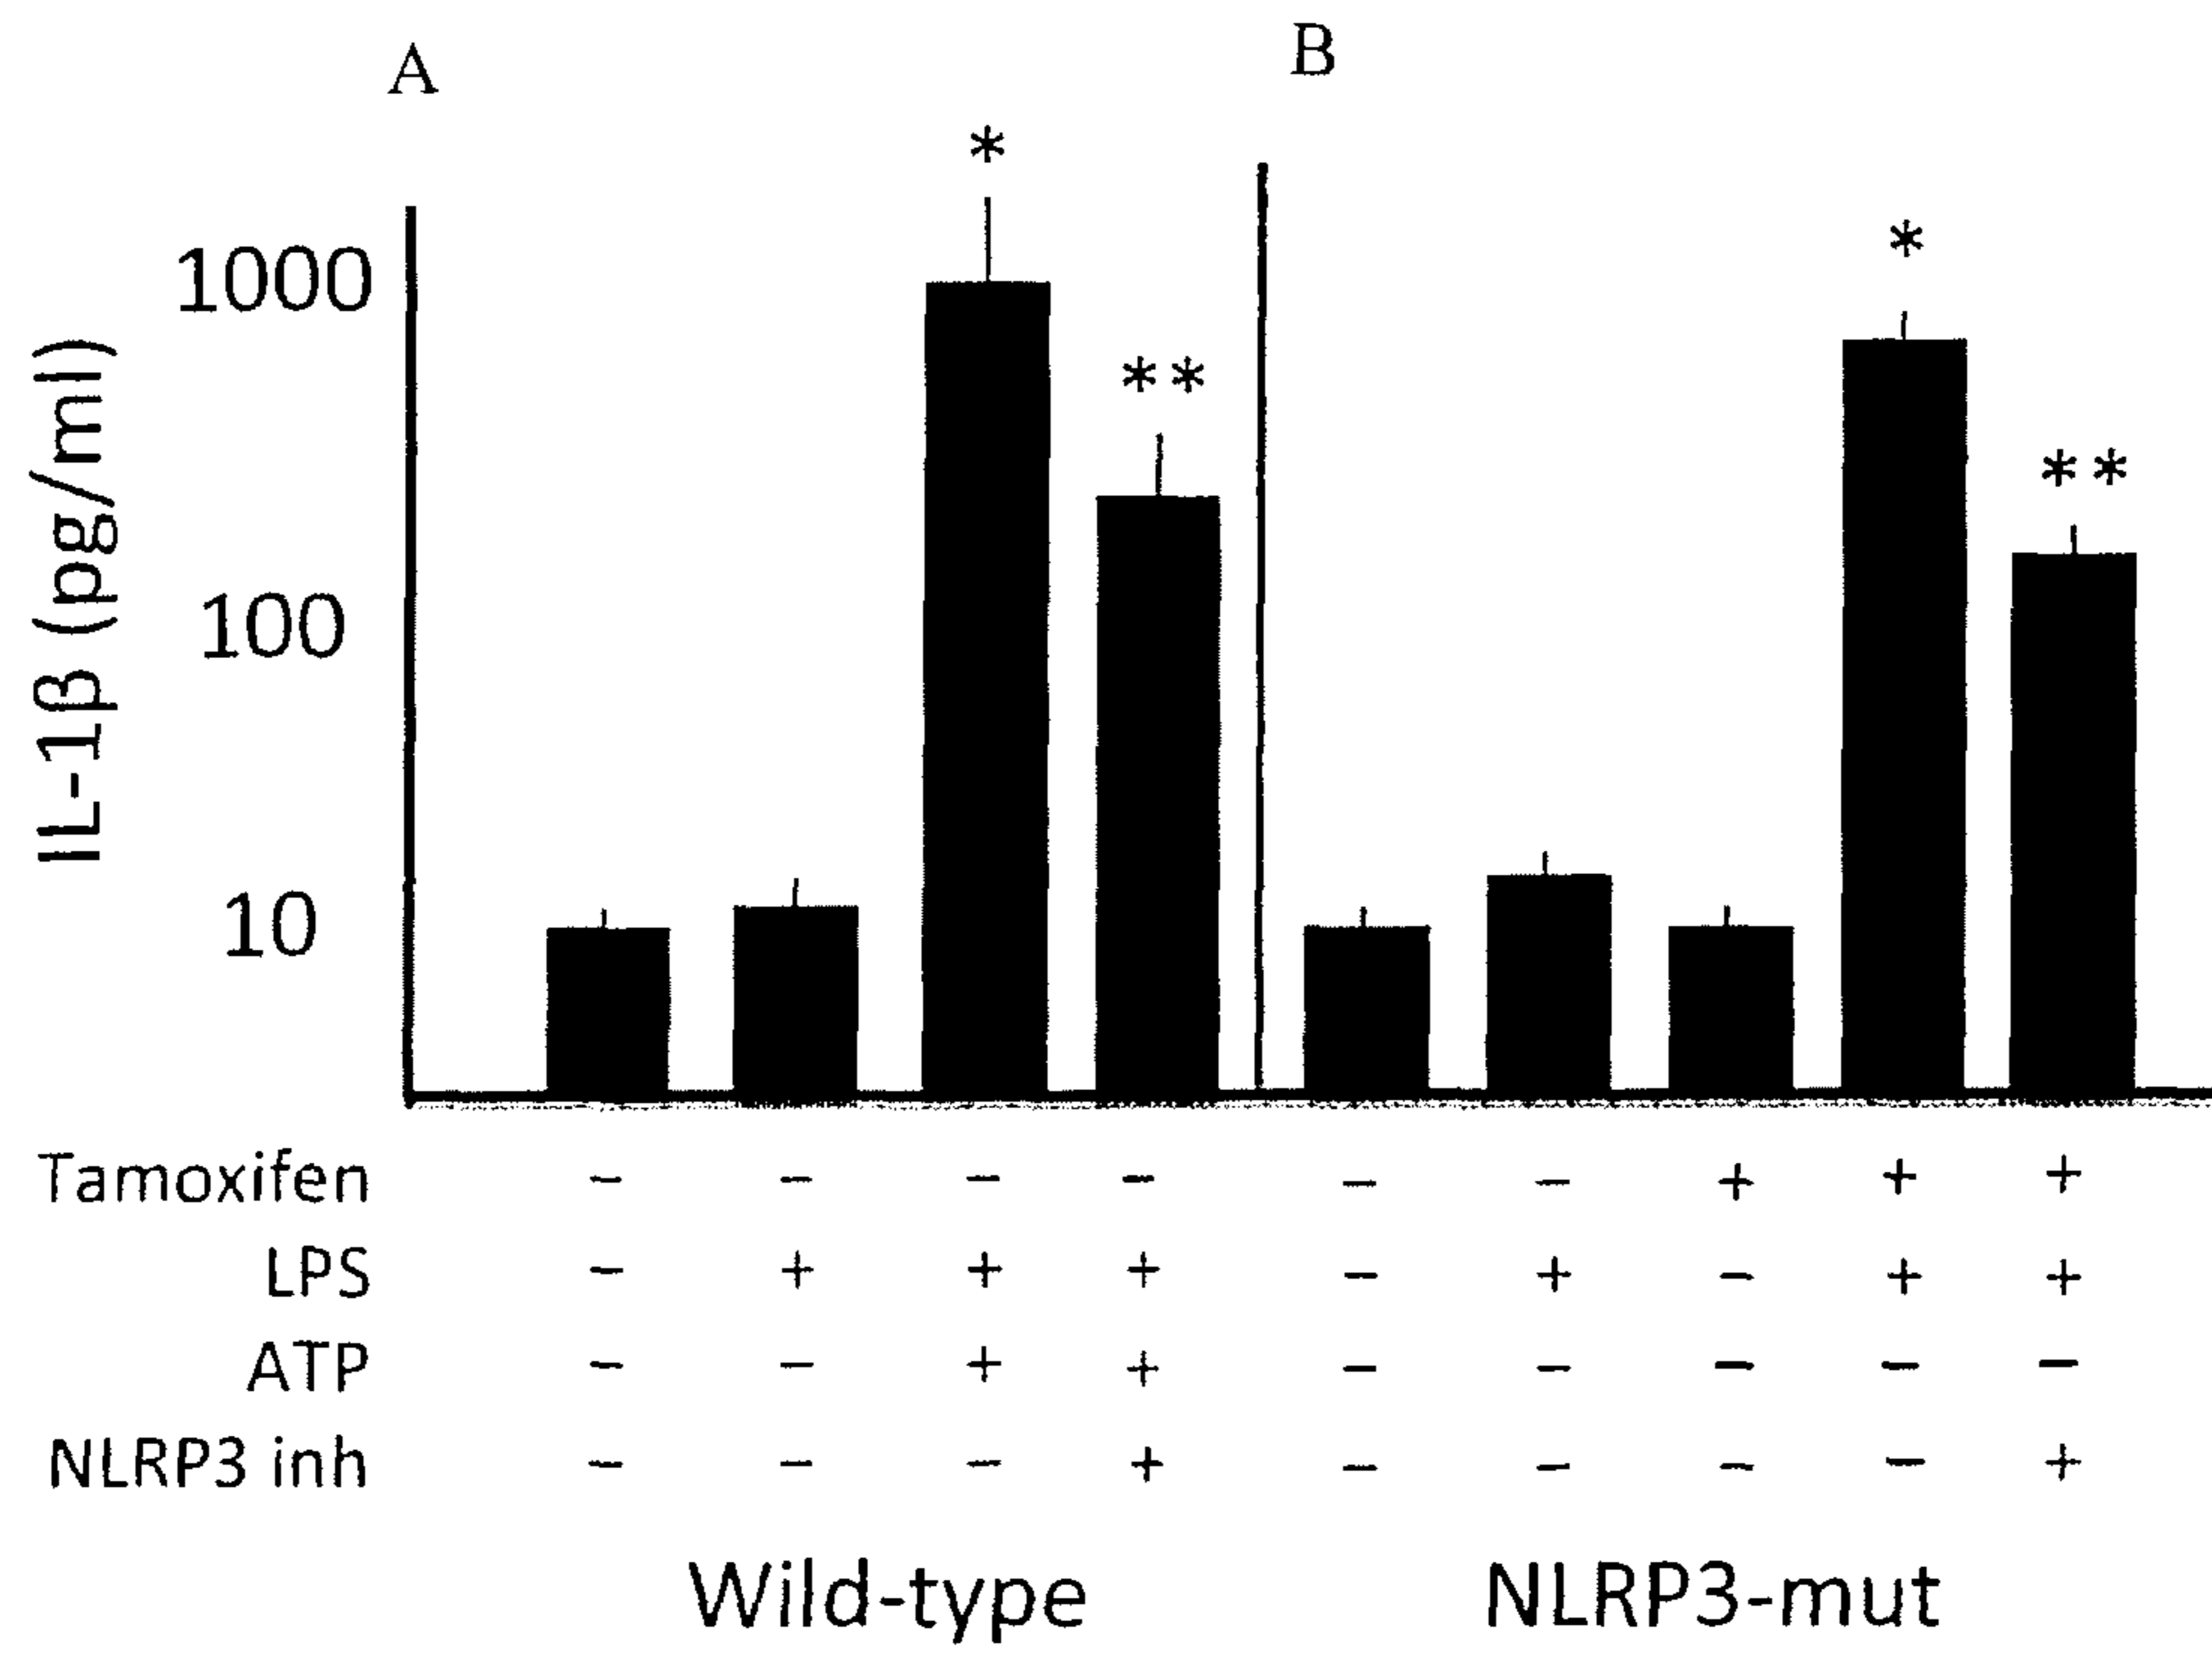 A B
* *
** **
1000
100
10
IL-1β (pg/ml)
Tamoxifen − − − − − − + + +
LPS − + + + − + − + +
ATP − − + + − − − − −
NLRP3 inh − − − + − − − − +
Wild-type NLRP3-mut